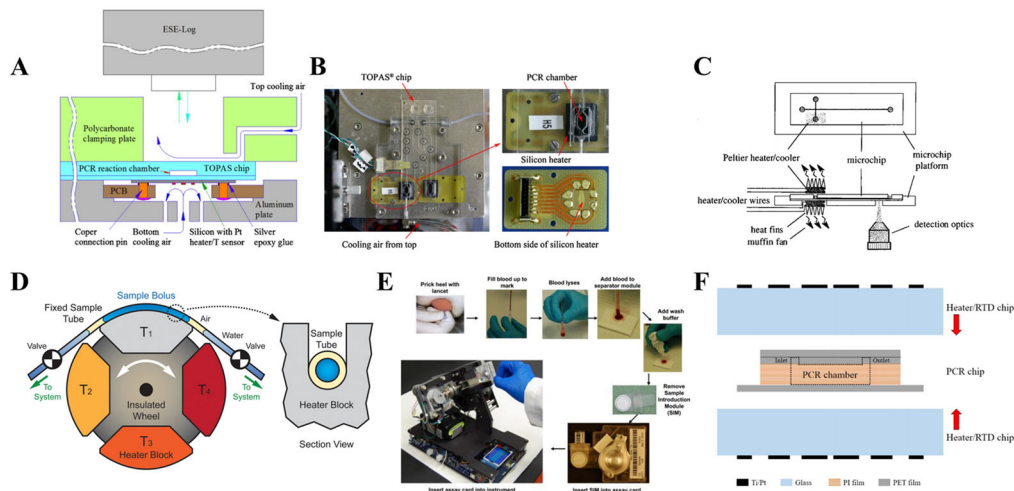 A
ESE-Log
Top cooling air
Polycarbonate
clamping plate
PCR reaction chamber
TOPAS chip
PCB
Aluminum
plate
Coper
connection pin
Bottom
cooling air
Silicon with Pt
heater/T sensor
Silver
epoxy glue
B
TOPAS® chip
PCR chamber
H5
H5
Silicon heater
Cooling air from top
Bottom side of silicon heater
C
Peltier heater/cooler
microchip
microchip
platform
heater/cooler wires
heat fins
muffin fan
detection optics
D
Sample Bolus
Fixed Sample
Tube
Air
Water
Valve
Valve
T1
T2
T4
T3
To
System
To
System
Insulated
Wheel
Heater Block
Sample
Tube
Heater Block
Section View
E
Prick heel with
lancet
Fill blood up to
mark
Blood lyses
Add blood to
separator module
Add wash
buffer
Remove
Sample
Introduction
Module
(SIM)
Insert assay card into instrument
Insert SIM into assay card
F
Heater/RTD chip
Inlet
Outlet
PCR chamber
PCR chip
Heater/RTD chip
Ti/Pt
Glass
PI film
PET film